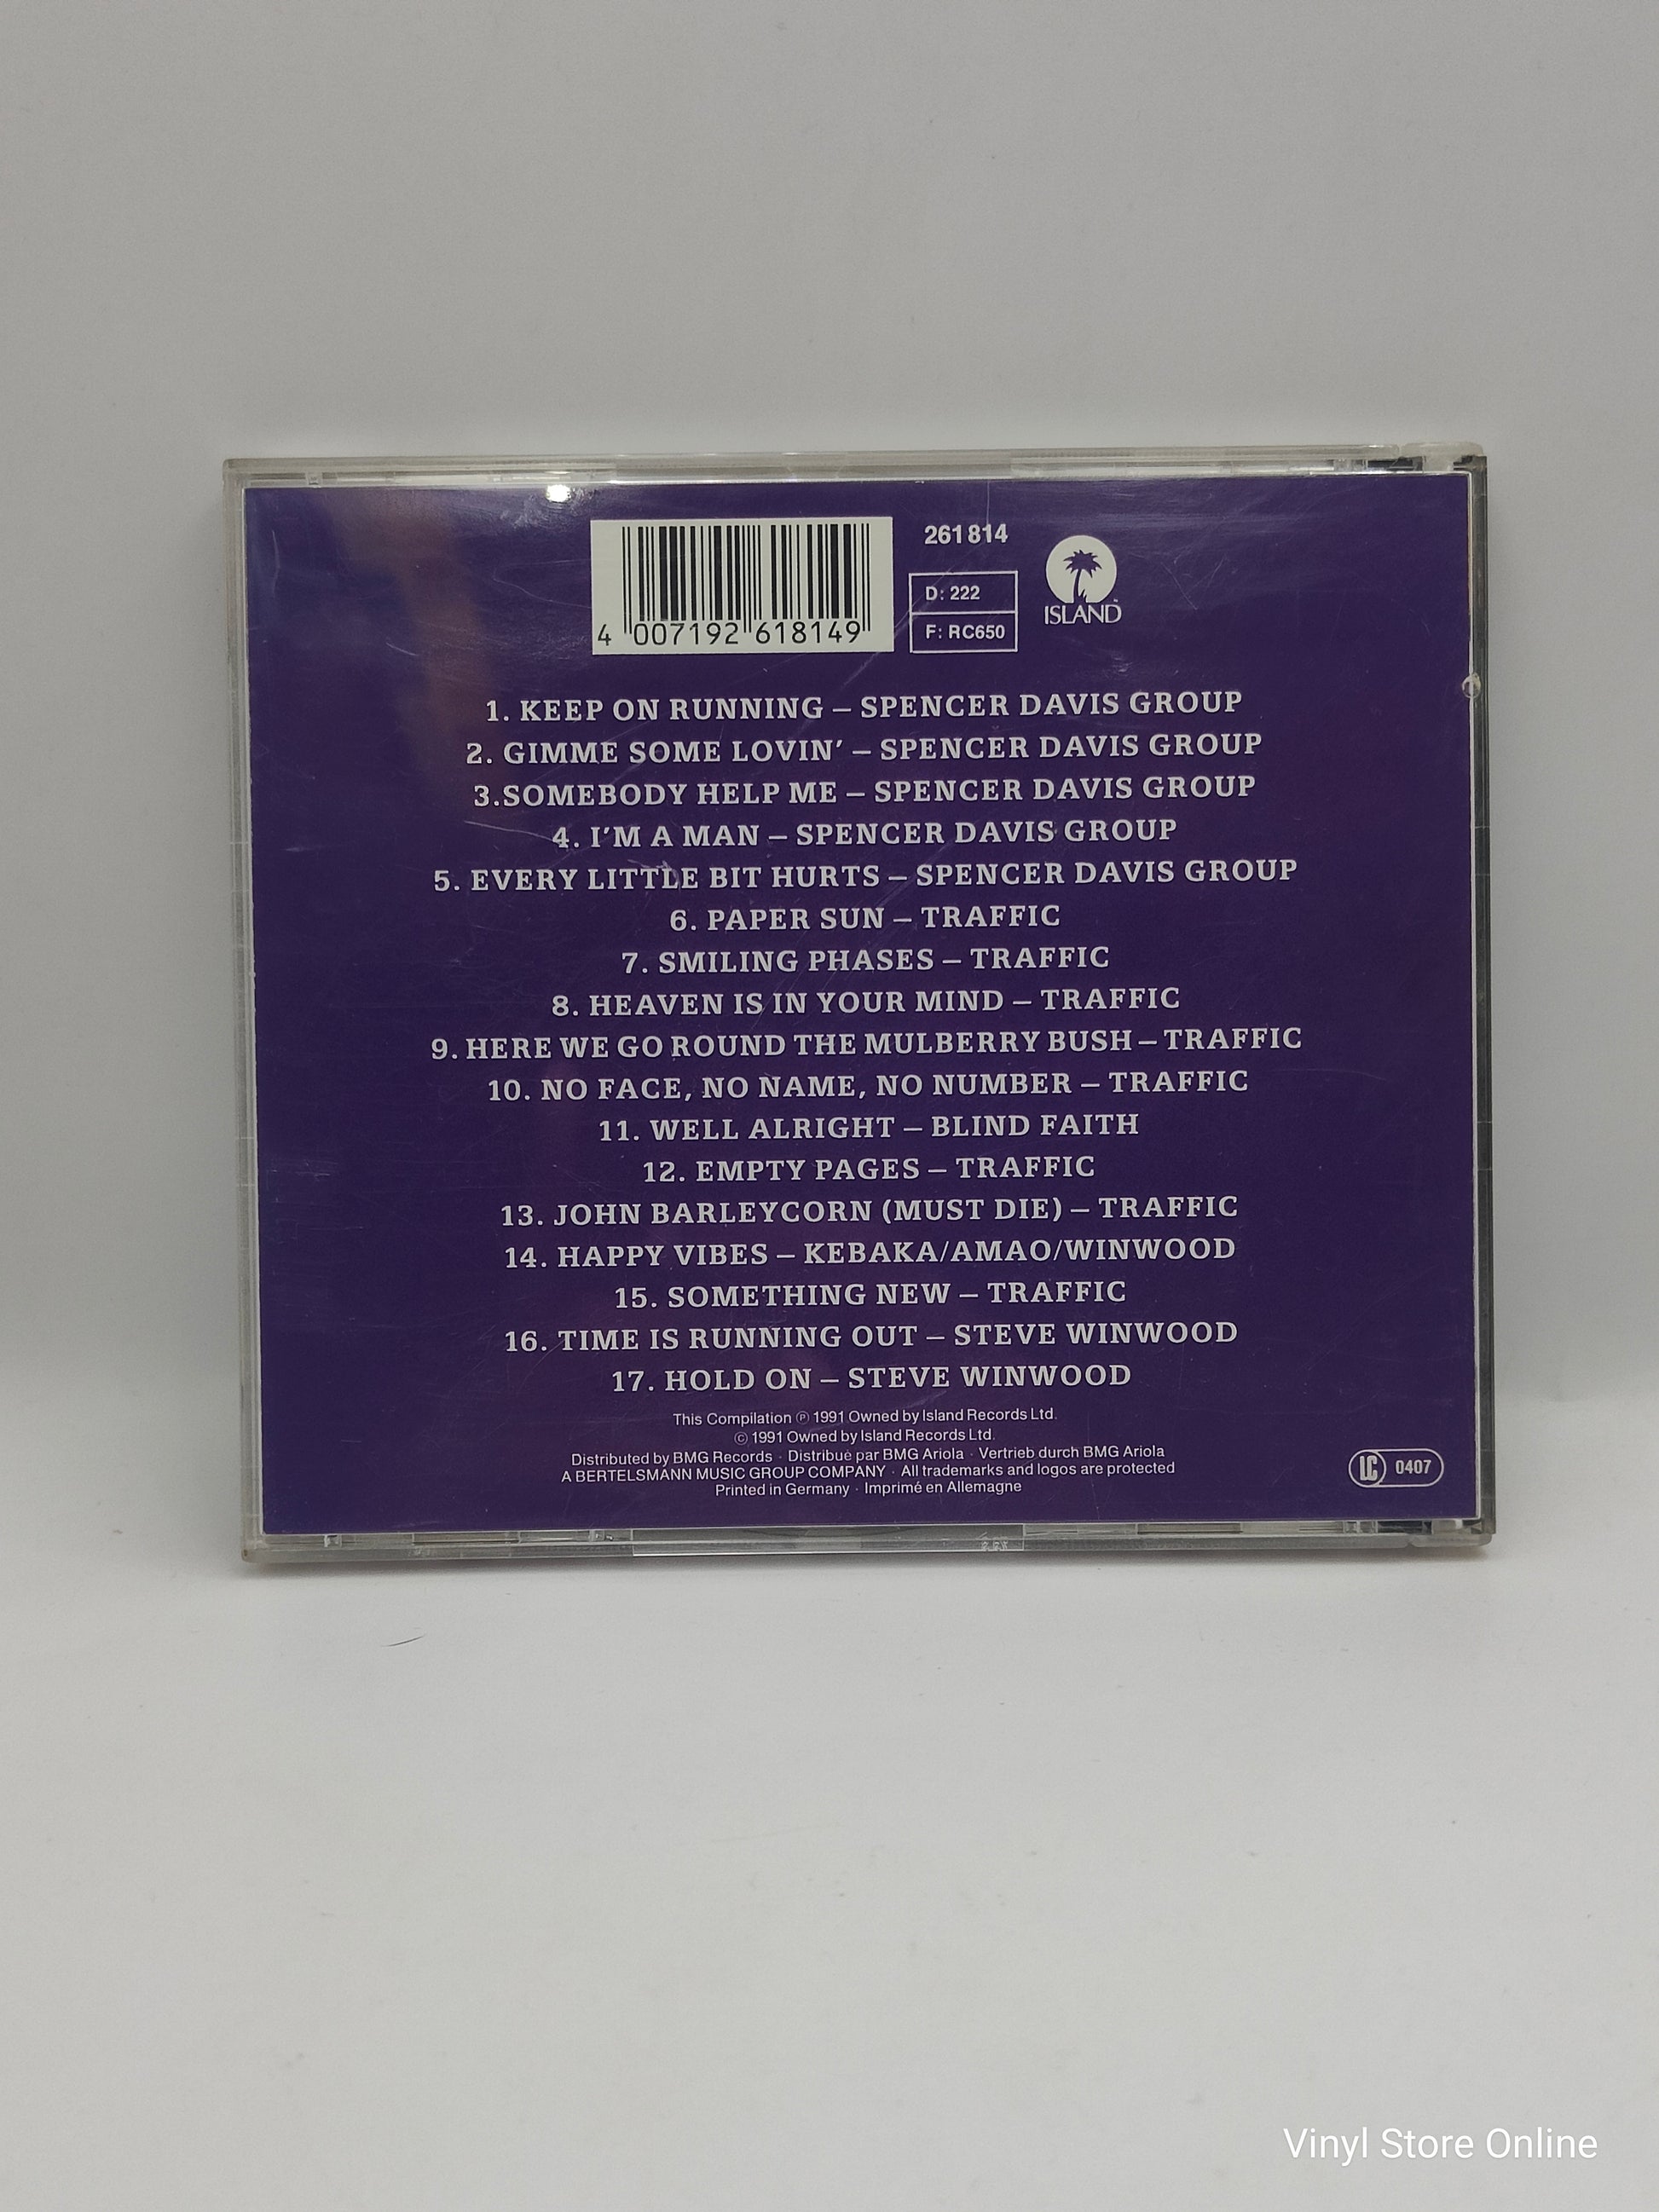 4 007192 618149
261 814
D: 222
F: RC650
ISLAND
1. KEEP ON RUNNING – SPENCER DAVIS GROUP
2. GIMME SOME LOVIN' – SPENCER DAVIS GROUP
3.SOMEBODY HELP ME – SPENCER DAVIS GROUP
4. I'M A MAN – SPENCER DAVIS GROUP
5. EVERY LITTLE BIT HURTS – SPENCER DAVIS GROUP
6. PAPER SUN – TRAFFIC
7. SMILING PHASES – TRAFFIC
8. HEAVEN IS IN YOUR MIND – TRAFFIC
9. HERE WE GO ROUND THE MULBERRY BUSH – TRAFFIC
10. NO FACE, NO NAME, NO NUMBER – TRAFFIC
11. WELL ALRIGHT – BLIND FAITH
12. EMPTY PAGES – TRAFFIC
13. JOHN BARLEYCORN (MUST DIE) – TRAFFIC
14. HAPPY VIBES – KEBAKA/AMAO/WINWOOD
15. SOMETHING NEW – TRAFFIC
16. TIME IS RUNNING OUT – STEVE WINWOOD
17. HOLD ON – STEVE WINWOOD
This Compilation ℗ 1991 Owned by Island Records Ltd.
© 1991 Owned by Island Records Ltd.
Distributed by BMG Records · Distribué par BMG Ariola · Vertrieb durch BMG Ariola
A BERTELSMANN MUSIC GROUP COMPANY · All trademarks and logos are protected
Printed in Germany · Imprimé en Allemagne
LC 0407
Vinyl Store Online